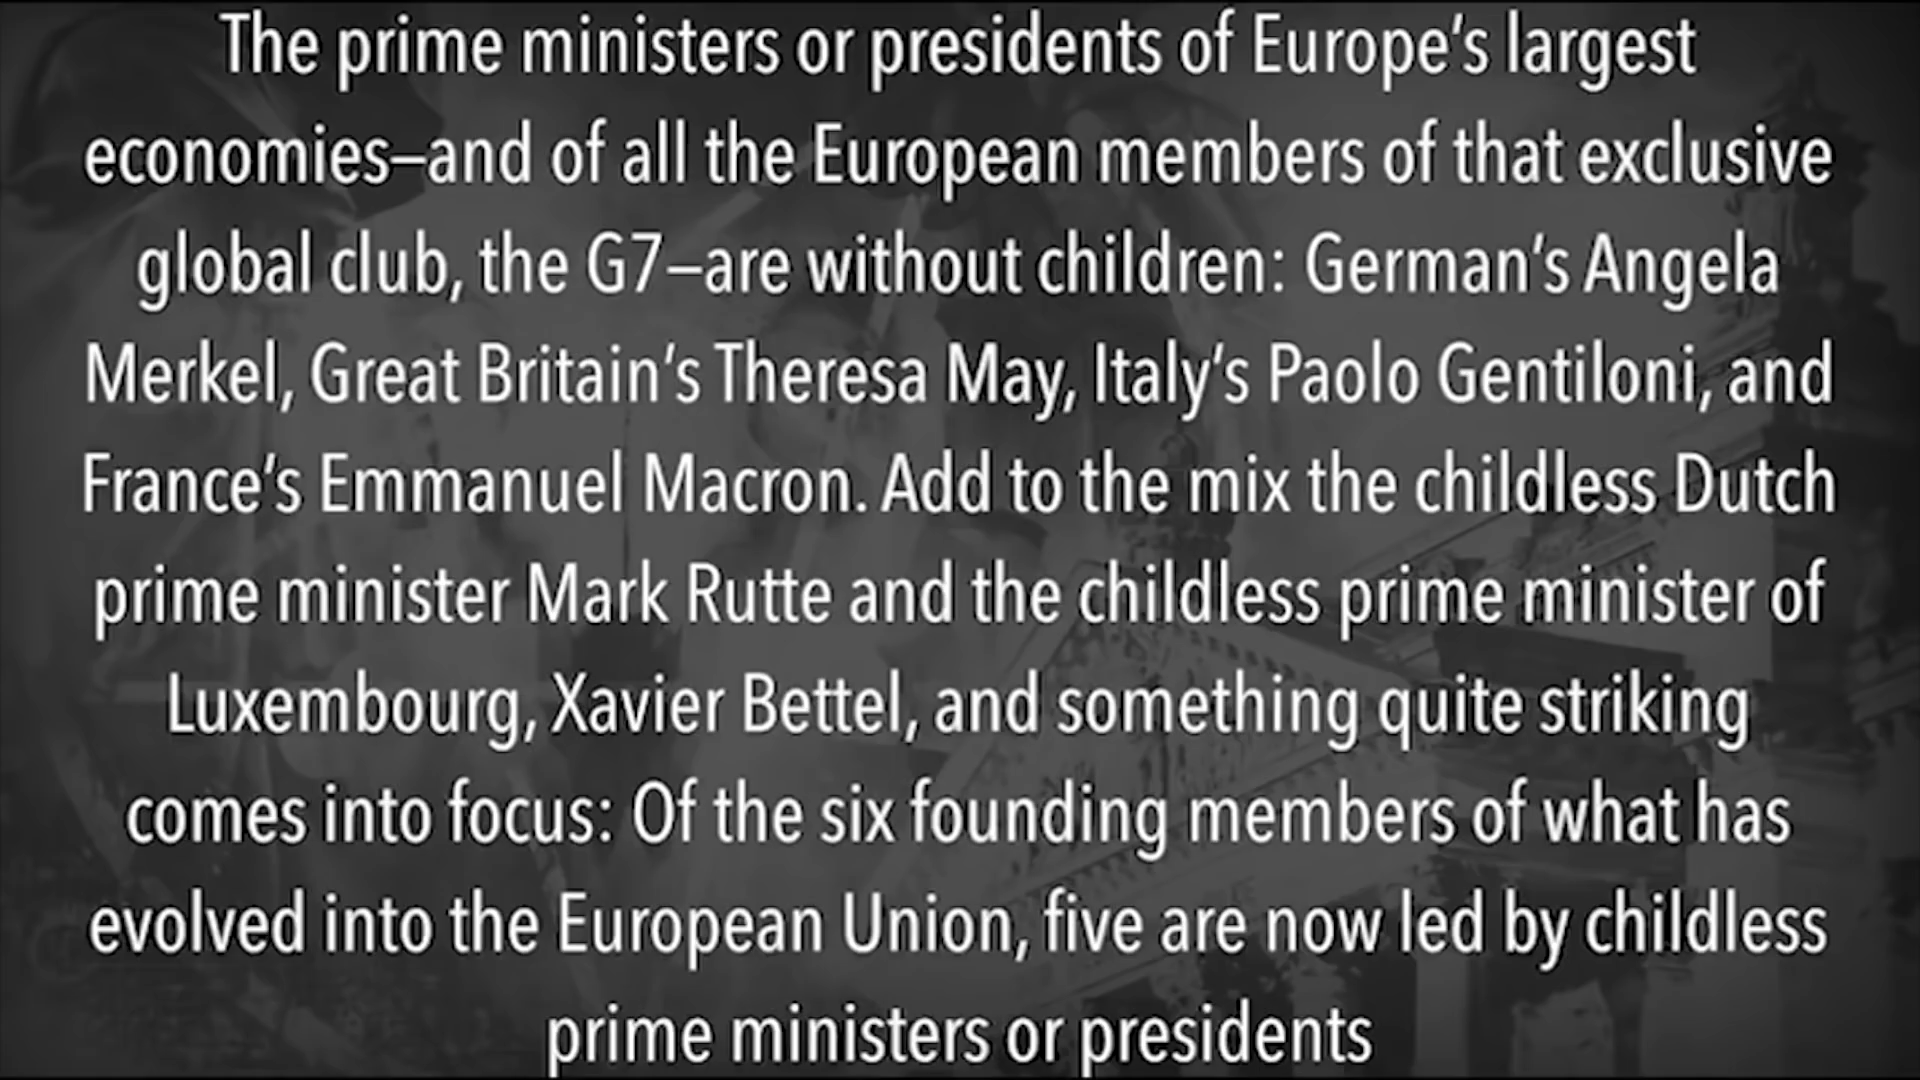 The prime ministers or presidents of Europe's largest
economies—and of all the European members of that exclusive
global club, the G7—are without children: German's Angela
Merkel, Great Britain's Theresa May, Italy's Paolo Gentiloni, and
France's Emmanuel Macron. Add to the mix the childless Dutch
prime minister Mark Rutte and the childless prime minister of
Luxembourg, Xavier Bettel, and something quite striking
comes into focus: Of the six founding members of what has
evolved into the European Union, five are now led by childless
prime ministers or presidents